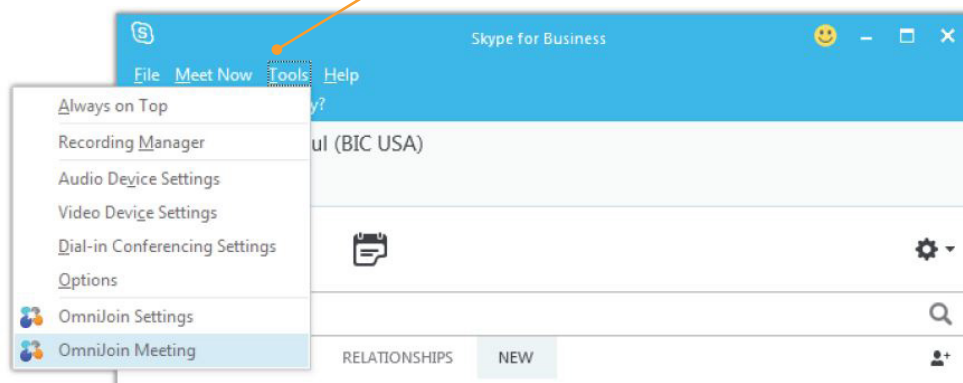 Skype for Business
File Meet Now Tools Help
y?
ul (BIC USA)
Always on Top
Recording Manager
Audio Device Settings
Video Device Settings
Dial-in Conferencing Settings
Options
OmniJoin Settings
OmniJoin Meeting
RELATIONSHIPS NEW